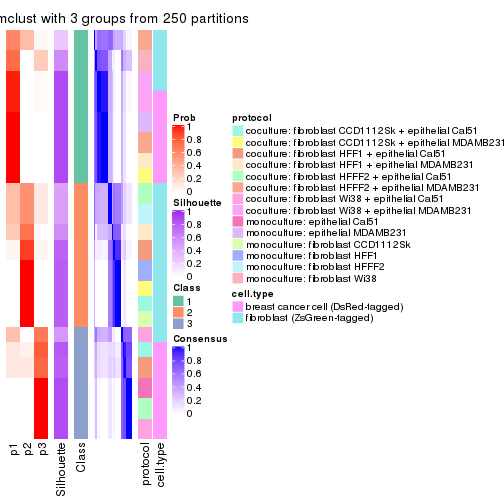 mclust with 3 groups from 250 partitions
Prob
1
0.8
0.6
0.4
0.2
0
Silhouette
1
0.8
0.6
0.4
0.2
0
Class
1
2
3
Consensus
1
0.8
0.6
0.4
0.2
0
protocol
coculture: fibroblast CCD1112Sk + epithelial Cal51
coculture: fibroblast CCD1112Sk + epithelial MDAMB231
coculture: fibroblast HFF1 + epithelial Cal51
coculture: fibroblast HFF1 + epithelial MDAMB231
coculture: fibroblast HFFF2 + epithelial Cal51
coculture: fibroblast HFFF2 + epithelial MDAMB231
coculture: fibroblast Wi38 + epithelial Cal51
coculture: fibroblast Wi38 + epithelial MDAMB231
monoculture: epithelial Cal51
monoculture: epithelial MDAMB231
monoculture: fibroblast CCD1112Sk
monoculture: fibroblast HFF1
monoculture: fibroblast HFFF2
monoculture: fibroblast Wi38
cell.type
breast cancer cell (DsRed-tagged)
fibroblast (ZsGreen-tagged)
p1
p2
p3
Silhouette
Class
protocol
cell.type